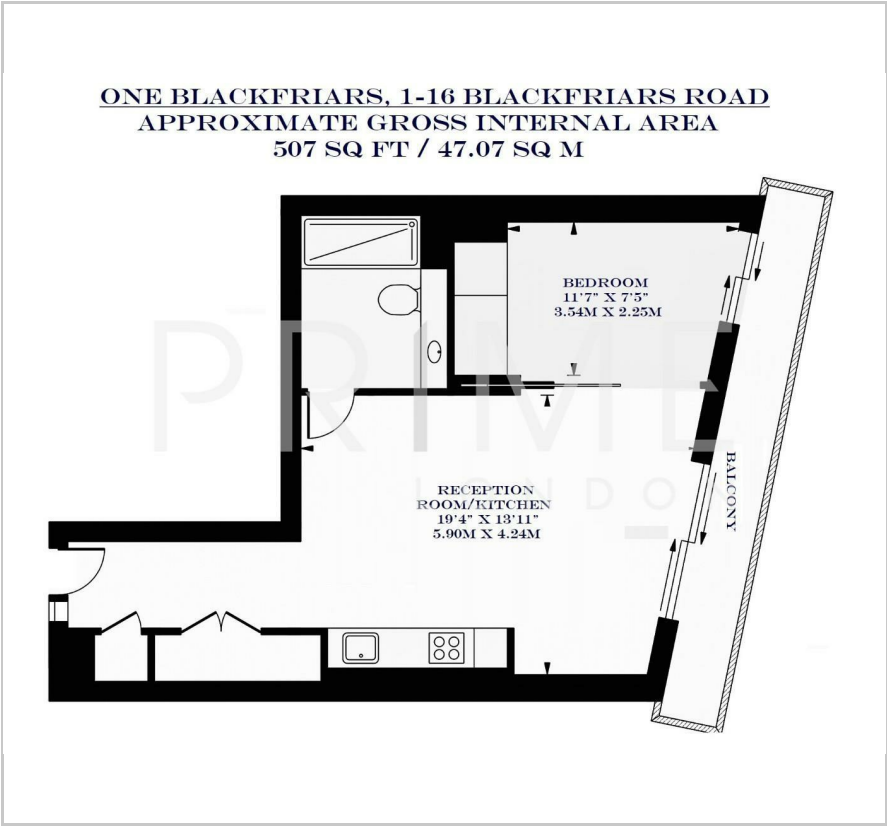 ONE BLACKFRIARS, 1-16 BLACKFRIARS ROAD
APPROXIMATE GROSS INTERNAL AREA
507 SQ FT / 47.07 SQ M
BEDROOM
11'7" X 7'5"
3.54M X 2.25M
PRIME
LONDON
BALCONY
RECEPTION
ROOM/KITCHEN
19'4" X 13'11"
5.90M X 4.24M